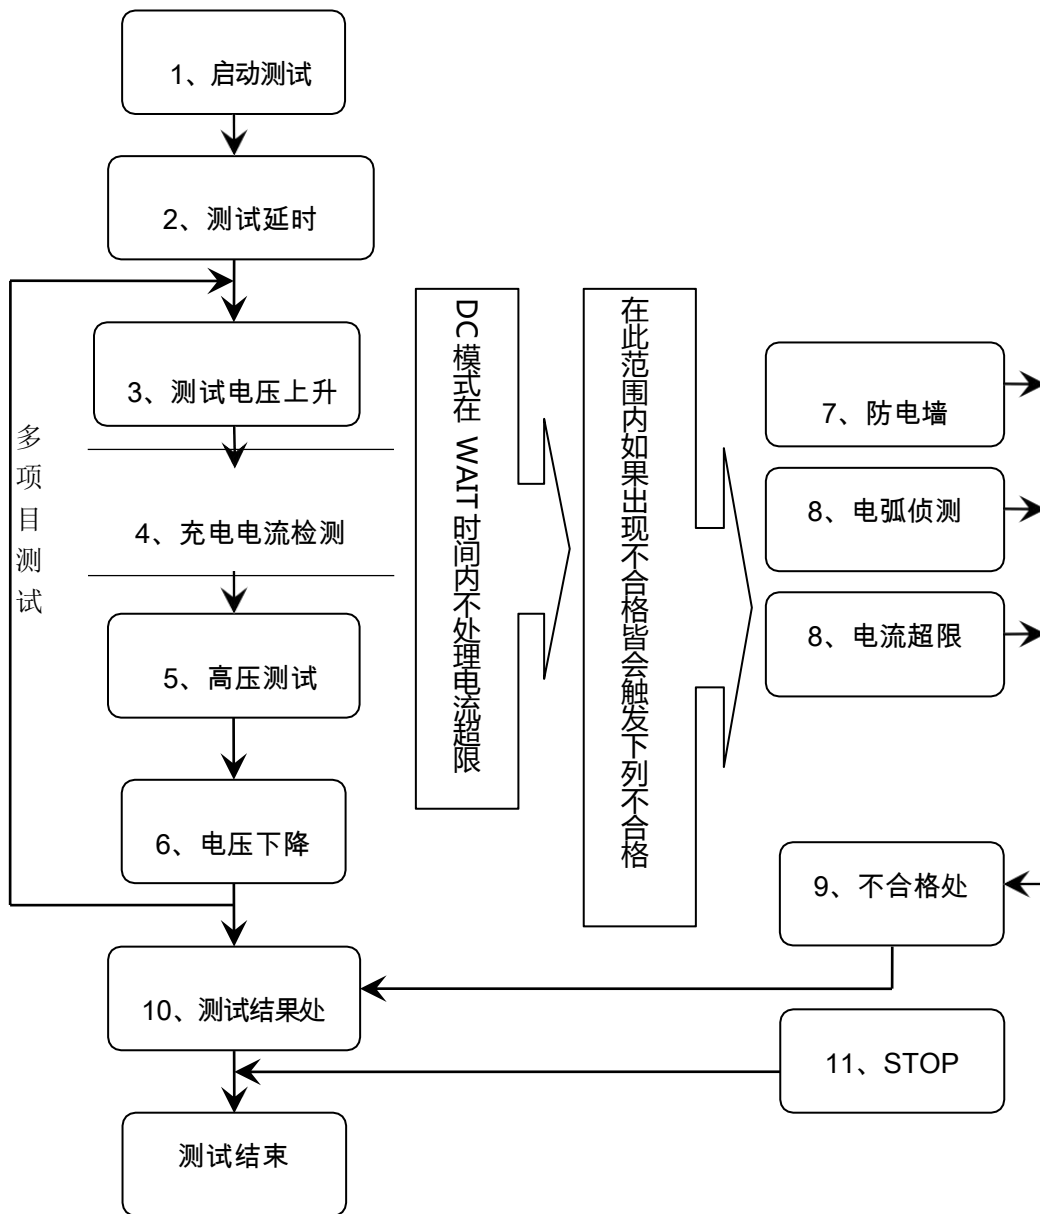 1、启动测试
2、测试延时
3、测试电压上升
4、充电电流检测
5、高压测试
6、电压下降
10、测试结果处
测试结束
多项目测试
DC 模式在 WAIT 时间内不处理电流超限
在此范围内如果出现不合格皆会触发下列不合格
7、防电墙
8、电弧侦测
8、电流超限
9、不合格处
11、STOP